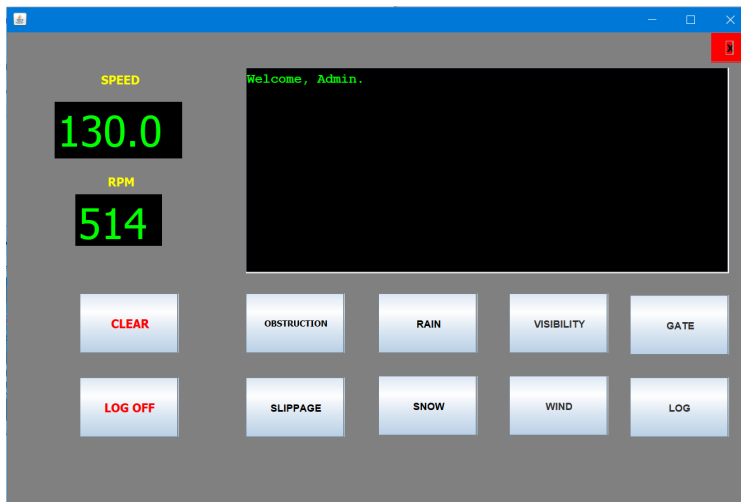 X
SPEED
Welcome, Admin.
130.0
RPM
514
CLEAR
OBSTRUCTION
RAIN
VISIBILITY
GATE
LOG OFF
SLIPPAGE
SNOW
WIND
LOG